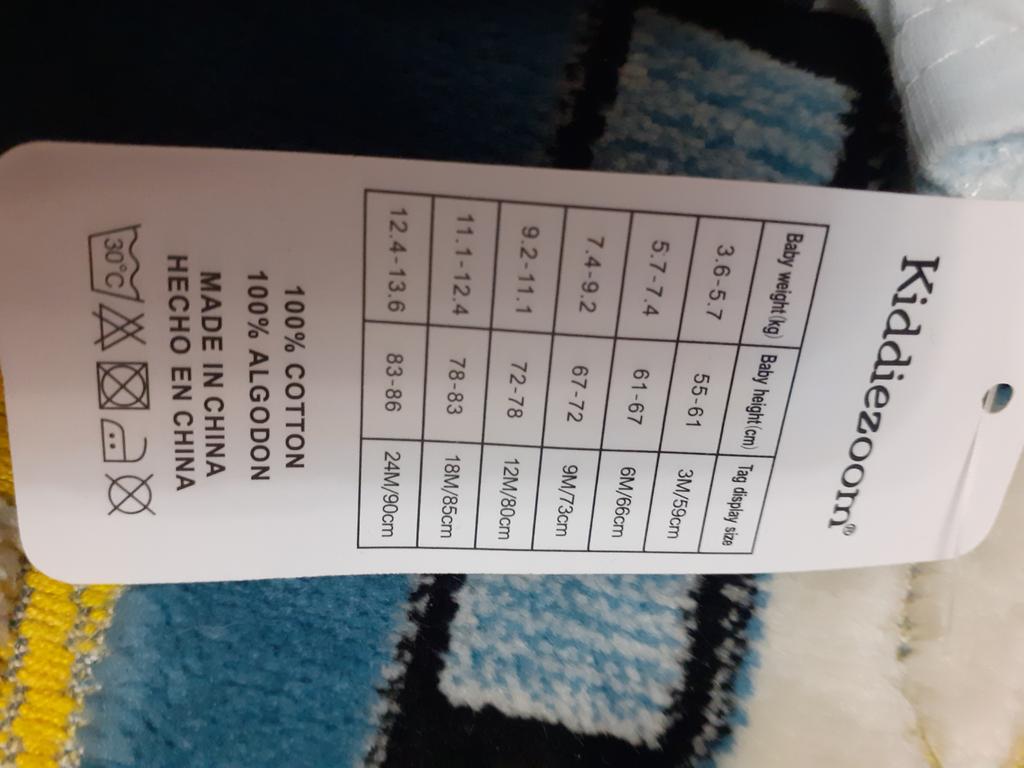 Kiddiezoom®
Baby weight(kg) Baby height(cm) Tag display size
3.6-5.7 55-61 3M/59cm
5.7-7.4 61-67 6M/66cm
7.4-9.2 67-72 9M/73cm
9.2-11.1 72-78 12M/80cm
11.1-12.4 78-83 18M/85cm
12.4-13.6 83-86 24M/90cm
100% COTTON
100% ALGODON
MADE IN CHINA
HECHO EN CHINA
30°C